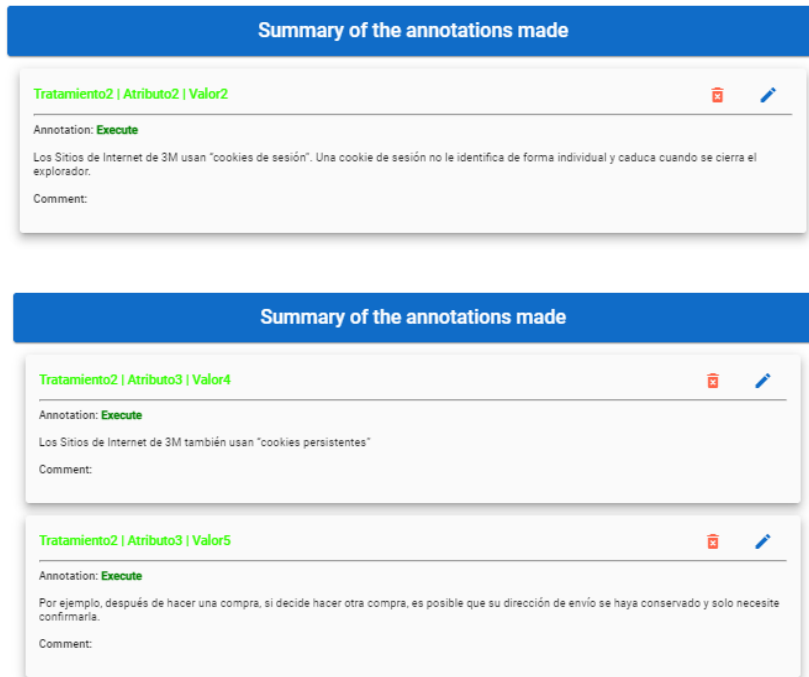 Summary of the annotations made
Tratamiento2 | Atributo2 | Valor2
Annotation: Execute
Los Sitios de Internet de 3M usan “cookies de sesión”. Una cookie de sesión no le identifica de forma individual y caduca cuando se cierra el
explorador.
Comment:
Summary of the annotations made
Tratamiento2 | Atributo3 | Valor4
Annotation: Execute
Los Sitios de Internet de 3M también usan “cookies persistentes”
Comment:
Tratamiento2 | Atributo3 | Valor5
Annotation: Execute
Por ejemplo, después de hacer una compra, si decide hacer otra compra, es posible que su dirección de envío se haya conservado y solo necesite
confirmarla.
Comment: